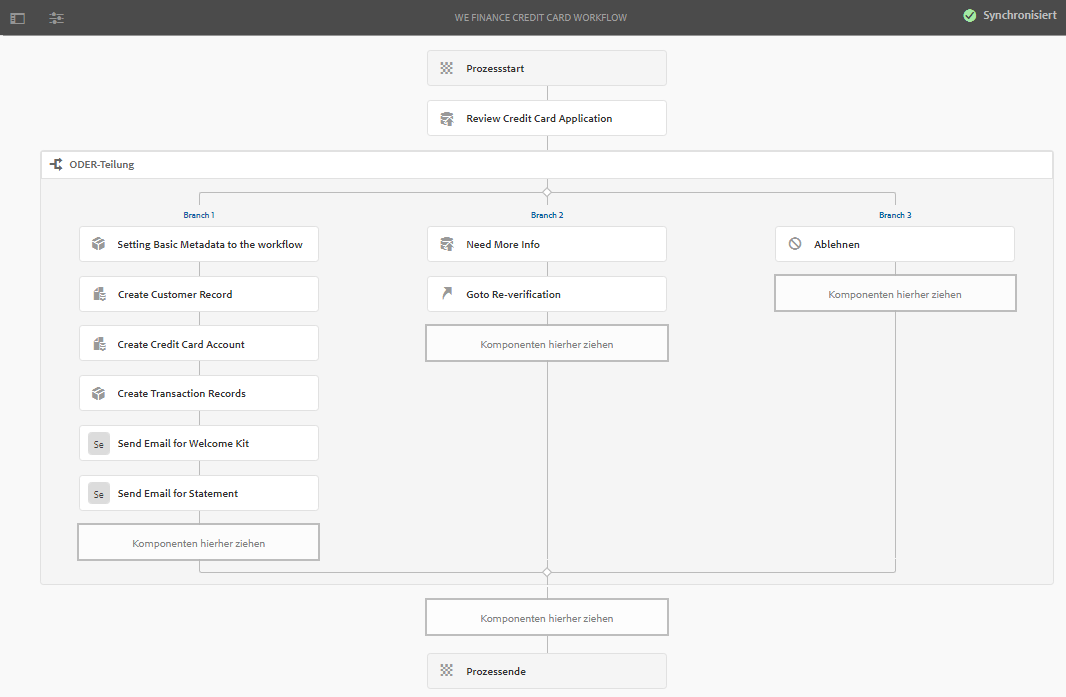 WE FINANCE CREDIT CARD WORKFLOW
Synchronisiert
Prozessstart
Review Credit Card Application
ODER-Teilung
Branch 1
Setting Basic Metadata to the workflow
Create Customer Record
Create Credit Card Account
Create Transaction Records
Se Send Email for Welcome Kit
Se Send Email for Statement
Komponenten hierher ziehen
Branch 2
Need More Info
Goto Re-verification
Komponenten hierher ziehen
Branch 3
Ablehnen
Komponenten hierher ziehen
Komponenten hierher ziehen
Prozessende